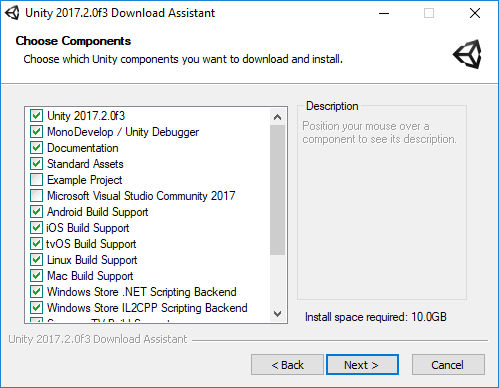 Unity 2017.2.0f3 Download Assistant
Choose Components
Choose which Unity components you want to download and install.
Unity 2017.2.0f3
MonoDevelop / Unity Debugger
Documentation
Standard Assets
Example Project
Microsoft Visual Studio Community 2017
Android Build Support
iOS Build Support
tvOS Build Support
Linux Build Support
Mac Build Support
Windows Store .NET Scripting Backend
Windows Store IL2CPP Scripting Backend
Description
Position your mouse over a
component to see its description.
Install space required: 10.0GB
Unity 2017.2.0f3 Download Assistant
< Back
Next >
Cancel